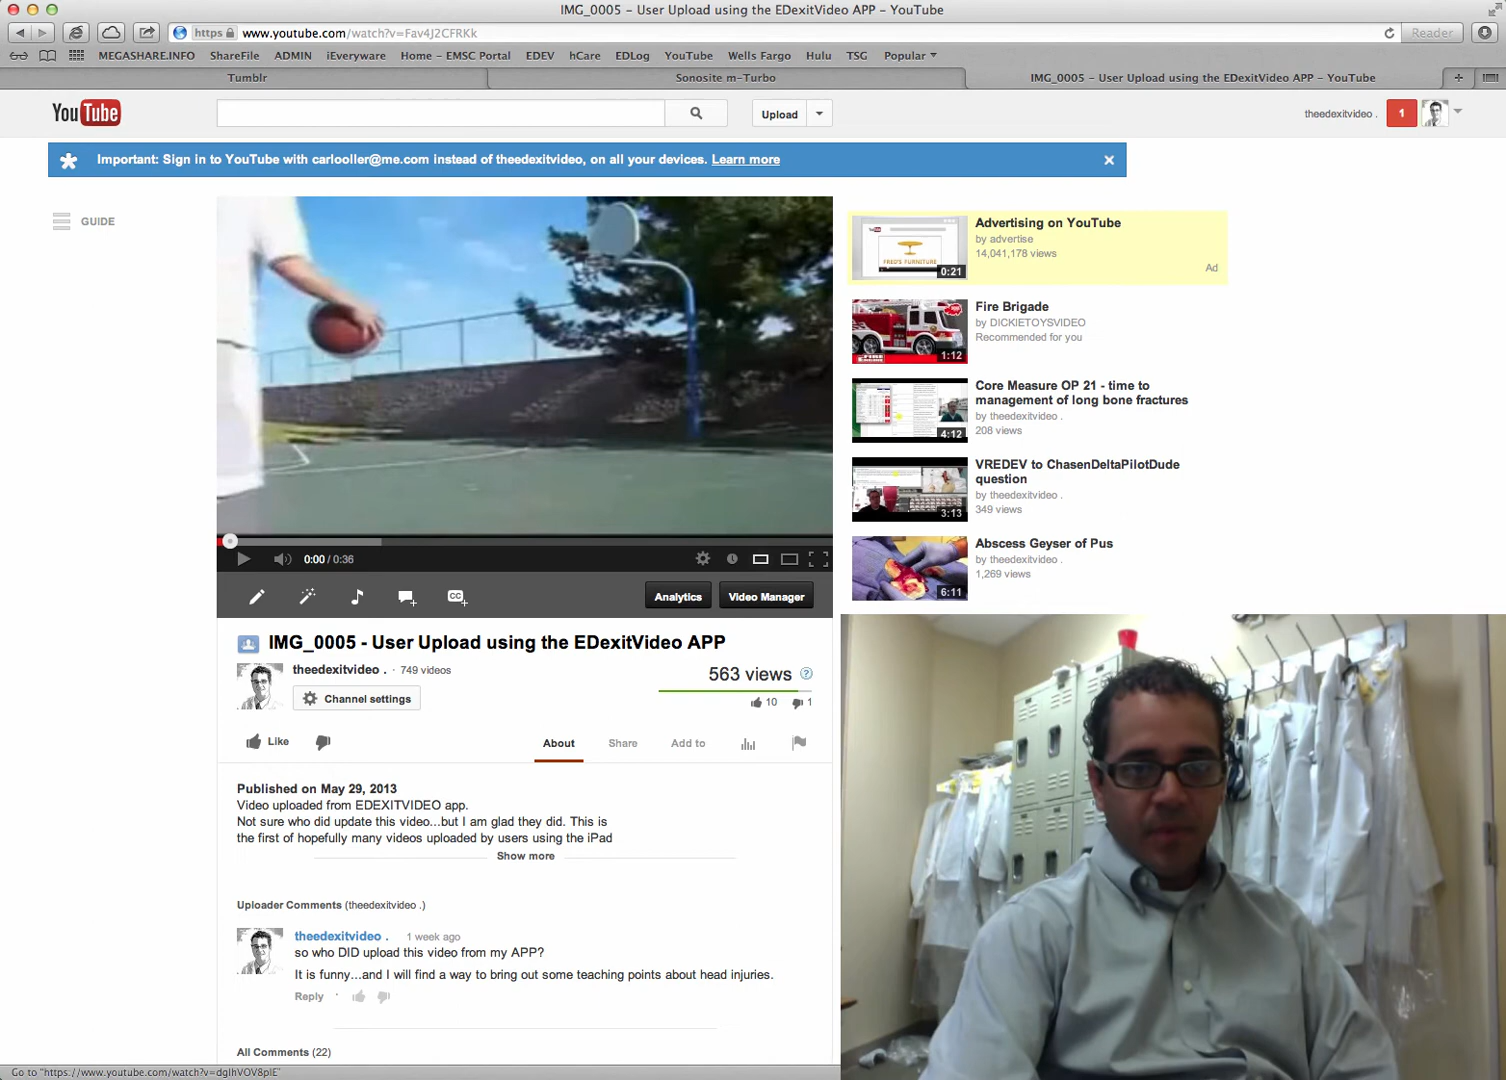 IMG_0005 – User Upload using the EDexitVideo APP – YouTube
https www.youtube.com/watch?v=Fav4J2CFRKk
Reader
MEGASHARE.INFO ShareFile ADMIN iEveryware Home – EMSC Portal EDEV hCare EDLog YouTube Wells Fargo Hulu TSG Popular
Tumblr
Sonosite m-Turbo
IMG_0005 – User Upload using the EDexitVideo APP – YouTube
YouTube
Upload
theedexitvideo .
1
Important: Sign in to YouTube with carlooller@me.com instead of theedexitvideo, on all your devices. Learn more
GUIDE
0:00 / 0:36
CC
Analytics
Video Manager
IMG_0005 - User Upload using the EDexitVideo APP
theedexitvideo . · 749 videos
Channel settings
563 views
?
10
1
Like
About
Share
Add to
Published on May 29, 2013
Video uploaded from EDEXITVIDEO app.
Not sure who did update this video...but I am glad they did. This is
the first of hopefully many videos uploaded by users using the iPad
Show more
Uploader Comments (theedexitvideo .)
theedexitvideo . 1 week ago
so who DID upload this video from my APP?
It is funny...and I will find a way to bring out some teaching points about head injuries.
Reply ·
All Comments (22)
FRED'S FURNITURE
0:21
Advertising on YouTube
by advertise
14,041,178 views
Ad
1:12
Fire Brigade
by DICKIETOYSVIDEO
Recommended for you
4:12
Core Measure OP 21 - time to
management of long bone fractures
by theedexitvideo .
208 views
3:13
VREDEV to ChasenDeltaPilotDude
question
by theedexitvideo .
349 views
6:11
Abscess Geyser of Pus
by theedexitvideo .
1,269 views
Go to "https://www.youtube.com/watch?v=dgIhVOV8plE"